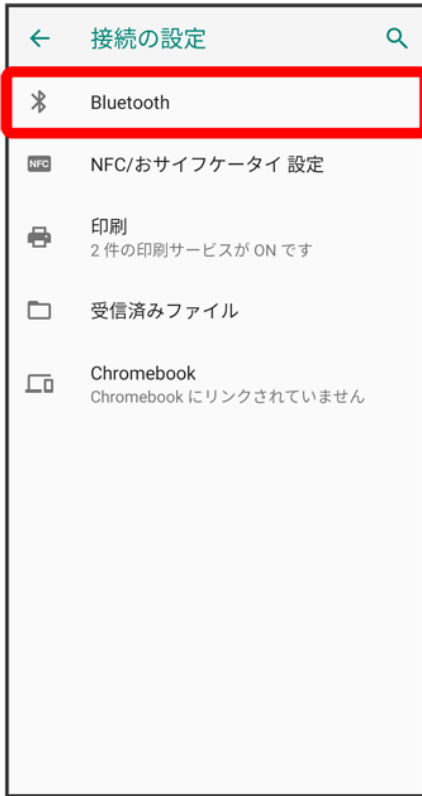 接続の設定
Bluetooth
NFC
NFC/おサイフケータイ 設定
印刷
2 件の印刷サービスが ON です
受信済みファイル
Chromebook
Chromebook にリンクされていません